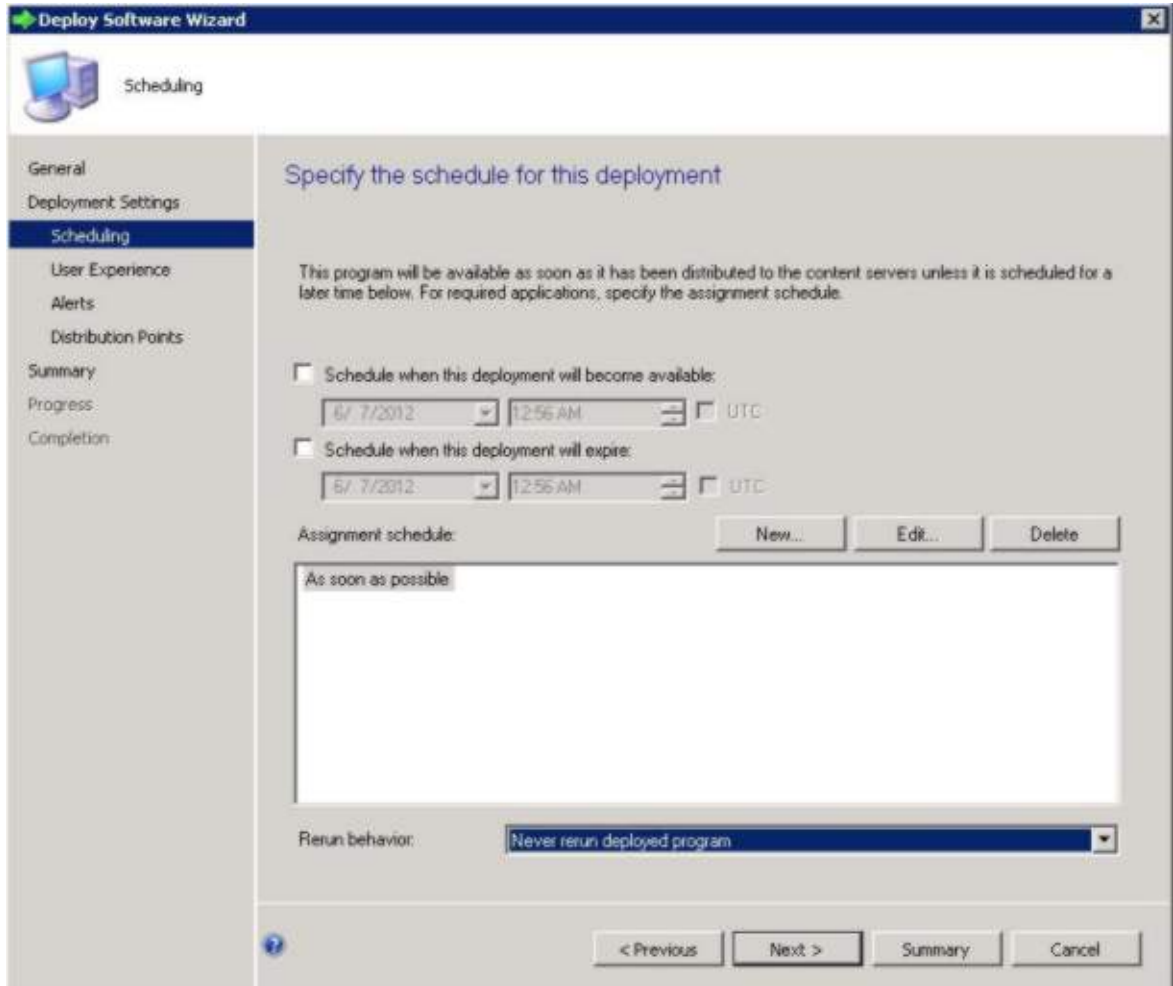 Deploy Software Wizard
Scheduling
General
Deployment Settings
Scheduling
User Experience
Alerts
Distribution Points
Summary
Progress
Completion
Specify the schedule for this deployment
This program will be available as soon as it has been distributed to the content servers unless it is scheduled for a
later time below. For required applications, specify the assignment schedule.
Schedule when this deployment will become available:
6/ 7/2012 12:56 AM UTC
Schedule when this deployment will expire:
6/ 7/2012 12:56 AM UTC
Assignment schedule: New... Edit... Delete
As soon as possible
Rerun behavior: Never rerun deployed program
< Previous Next > Summary Cancel